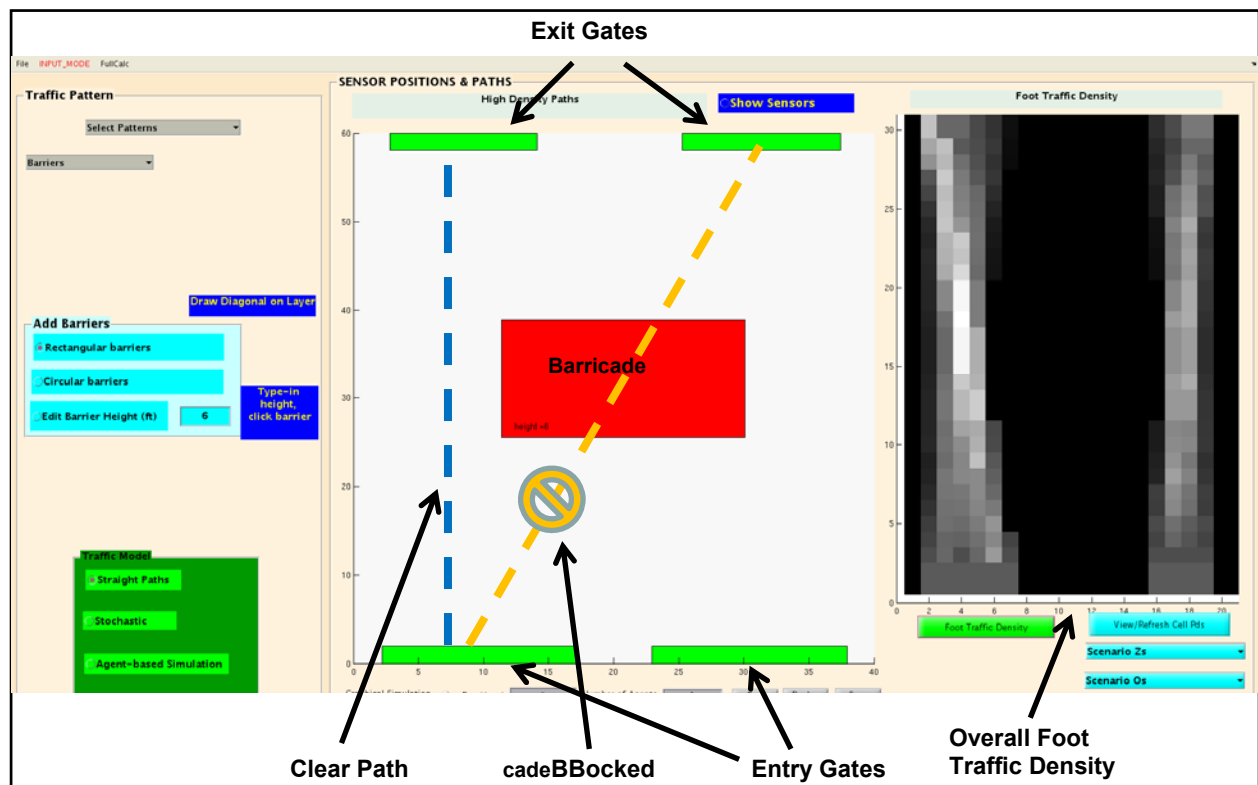 Exit Gates
File INPUT_MODE FullCalc
Traffic Pattern
Select Patterns
Barriers
Draw Diagonal on Layer
Add Barriers
Rectangular barriers
Circular barriers
Edit Barrier Height (ft) 6
Type-in
height,
click barrier
Traffic Model
Straight Paths
Stochastic
Agent-based Simulation
SENSOR POSITIONS & PATHS
High Density Paths
Show Sensors
60
50
40
30
20
10
0
0 5 10 15 20 25 30 35 40
Barricade
height =6
Foot Traffic Density
30
25
20
15
10
5
0
0 2 4 6 8 10 12 14 16 18 20
Foot Traffic Density
View/Refresh Cell Pds
Scenario Zs
Scenario Os
Clear Path
cadeBBocked
Entry Gates
Overall Foot
Traffic Density